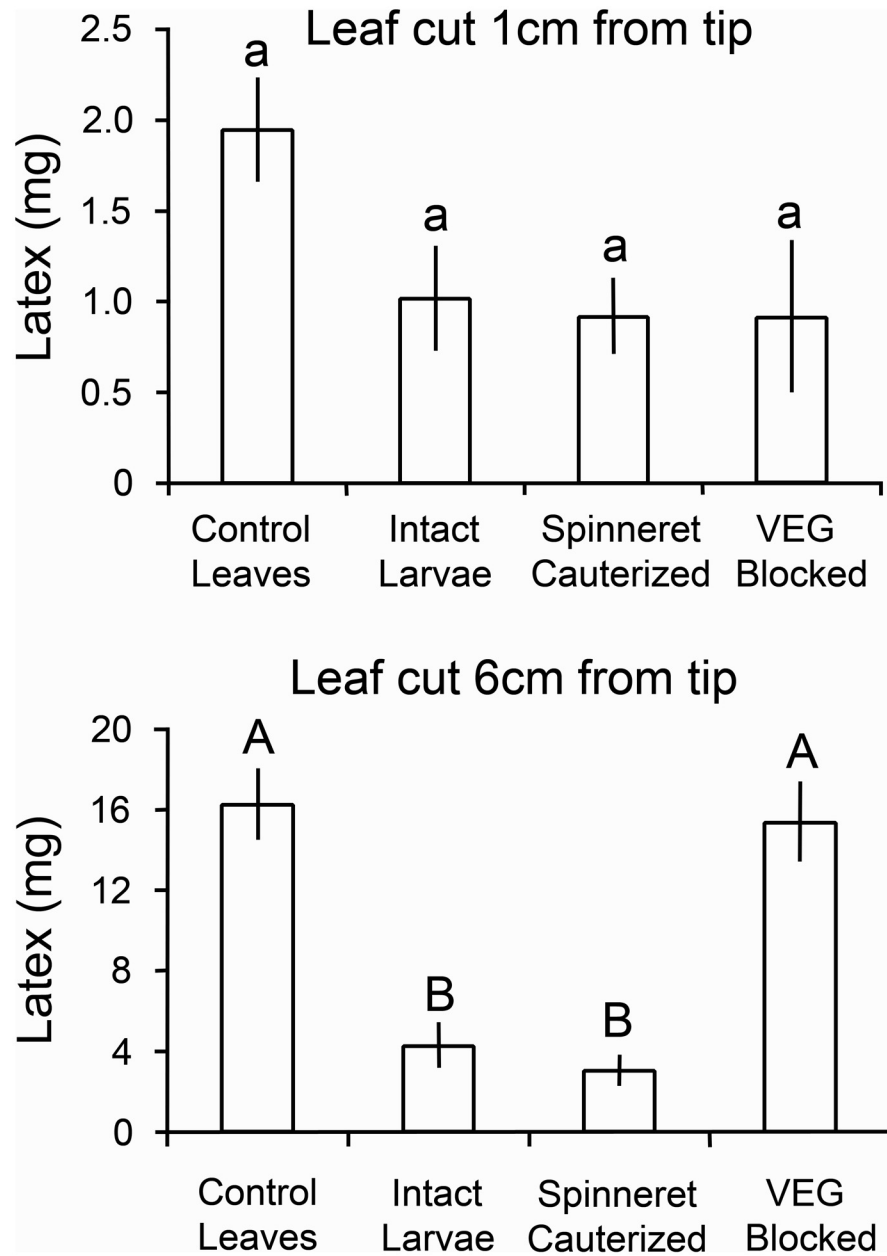 Leaf cut 1cm from tip
2.5
2.0
1.5
1.0
0.5
0
Latex (mg)
a
a
a
a
Control
Leaves
Intact
Larvae
Spinneret
Cauterized
VEG
Blocked
Leaf cut 6cm from tip
20
16
12
8
4
0
Latex (mg)
A
B
B
A
Control
Leaves
Intact
Larvae
Spinneret
Cauterized
VEG
Blocked